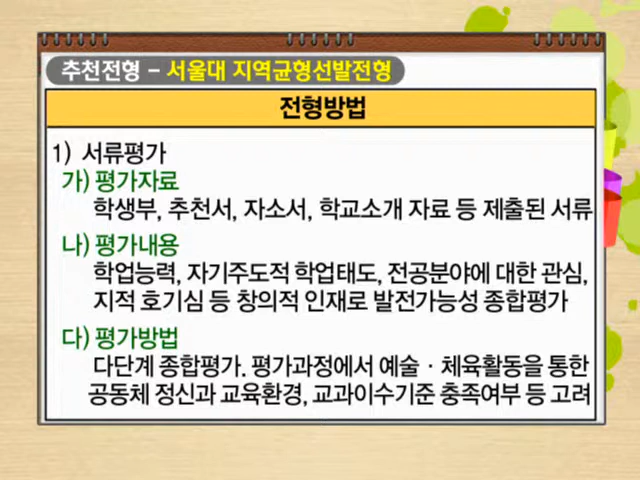 추천전형 - 서울대 지역균형선발전형
전형방법
1) 서류평가
가) 평가자료
학생부, 추천서, 자소서, 학교소개 자료 등 제출된 서류
나) 평가내용
학업능력, 자기주도적 학업태도, 전공분야에 대한 관심,
지적 호기심 등 창의적 인재로 발전가능성 종합평가
다) 평가방법
다단계 종합평가. 평가과정에서 예술 · 체육활동을 통한
공동체 정신과 교육환경, 교과이수기준 충족여부 등 고려